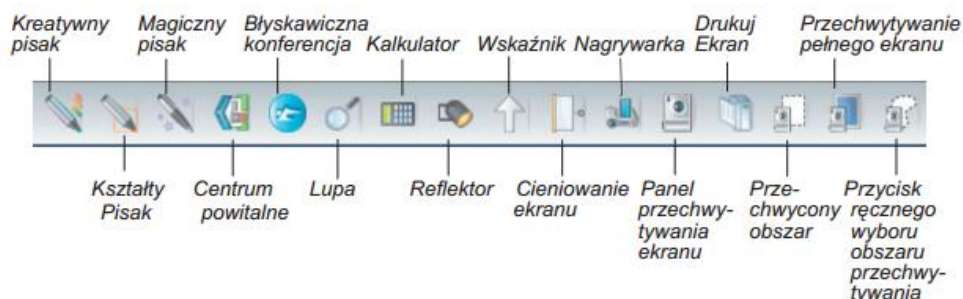 Kreatywny
pisak
Magiczny
pisak
Błyskawiczna
konferencja
Kalkulator
Wskaźnik
Nagrywarka
Drukuj
Ekran
Przechwytywanie
pełnego ekranu
Kształty
Pisak
Centrum
powitalne
Lupa
Reflektor
Cieniowanie
ekranu
Panel
przechwy-
tywania
ekranu
Prze-
chwycony
obszar
Przycisk
ręcznego
wyboru
obszaru
przechwy-
tywania